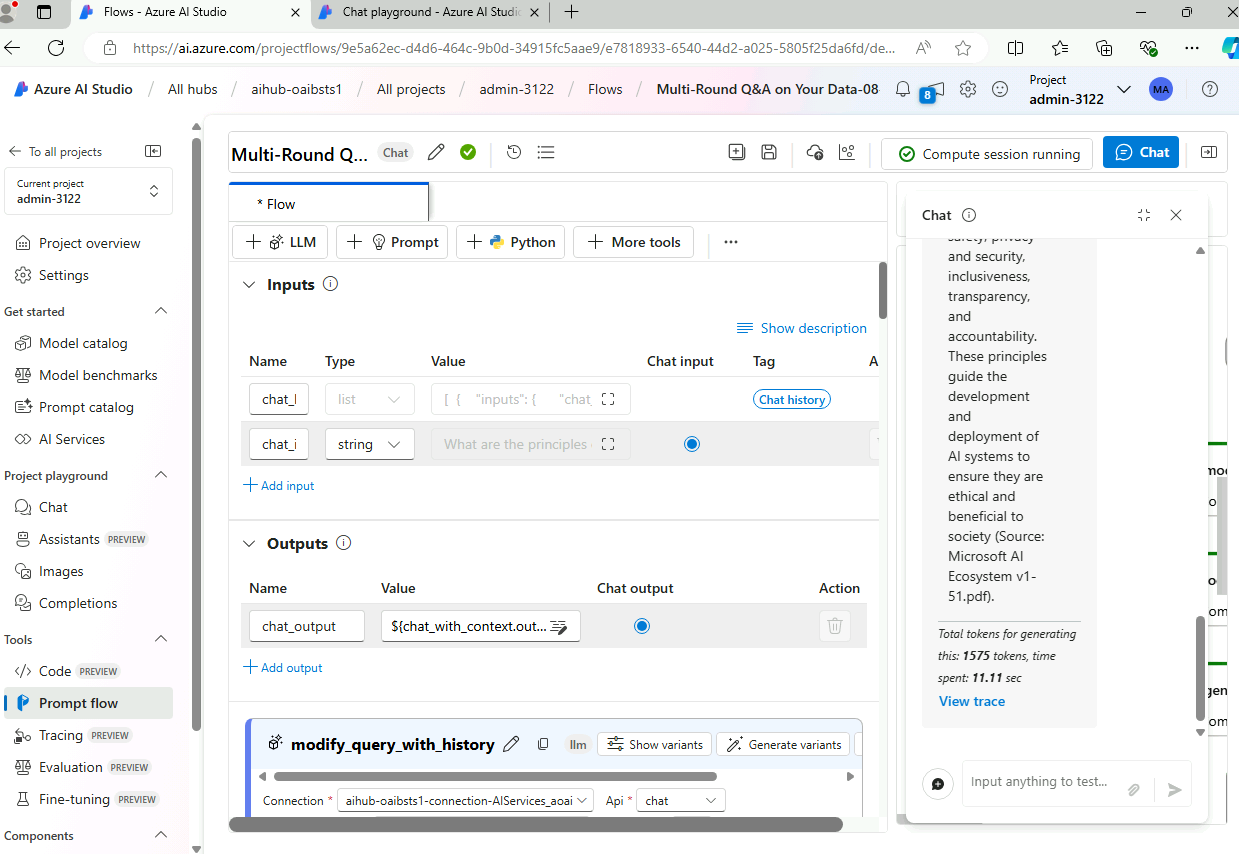 Flows - Azure AI Studio
Chat playground - Azure AI Studio
https://ai.azure.com/projectflows/9e5a62ec-d4d6-464c-9b0d-34915fc5aae9/e7818933-6540-44d2-a025-5805f25da6fd/de...
Azure AI Studio / All hubs / aihub-oaibsts1 / All projects / admin-3122 / Flows / Multi-Round Q&A on Your Data-08
8
Project
admin-3122
MA
To all projects
Current project
admin-3122
Project overview
Settings
Get started
Model catalog
Model benchmarks
Prompt catalog
AI Services
Project playground
Chat
Assistants PREVIEW
Images
Completions
Tools
Code PREVIEW
Prompt flow
Tracing PREVIEW
Evaluation PREVIEW
Fine-tuning PREVIEW
Components
Multi-Round Q... Chat
Compute session running
Chat
* Flow
LLM
Prompt
Python
More tools
...
Inputs
Show description
Name Type Value Chat input Tag A
chat_l list [ { "inputs": { "chat_ Chat history
chat_i string What are the principles
Add input
Outputs
Name Value Chat output Action
chat_output ${chat_with_context.out...
Add output
modify_query_with_history llm Show variants Generate variants
Connection * aihub-oaibsts1-connection-AIServices_aoai Api * chat
Chat
safety, privacy
and security,
inclusiveness,
transparency,
and
accountability.
These principles
guide the
development
and
deployment of
AI systems to
ensure they are
ethical and
beneficial to
society (Source:
Microsoft AI
Ecosystem v1-
51.pdf).
Total tokens for generating
this: 1575 tokens, time
spent: 11.11 sec
View trace
Input anything to test...